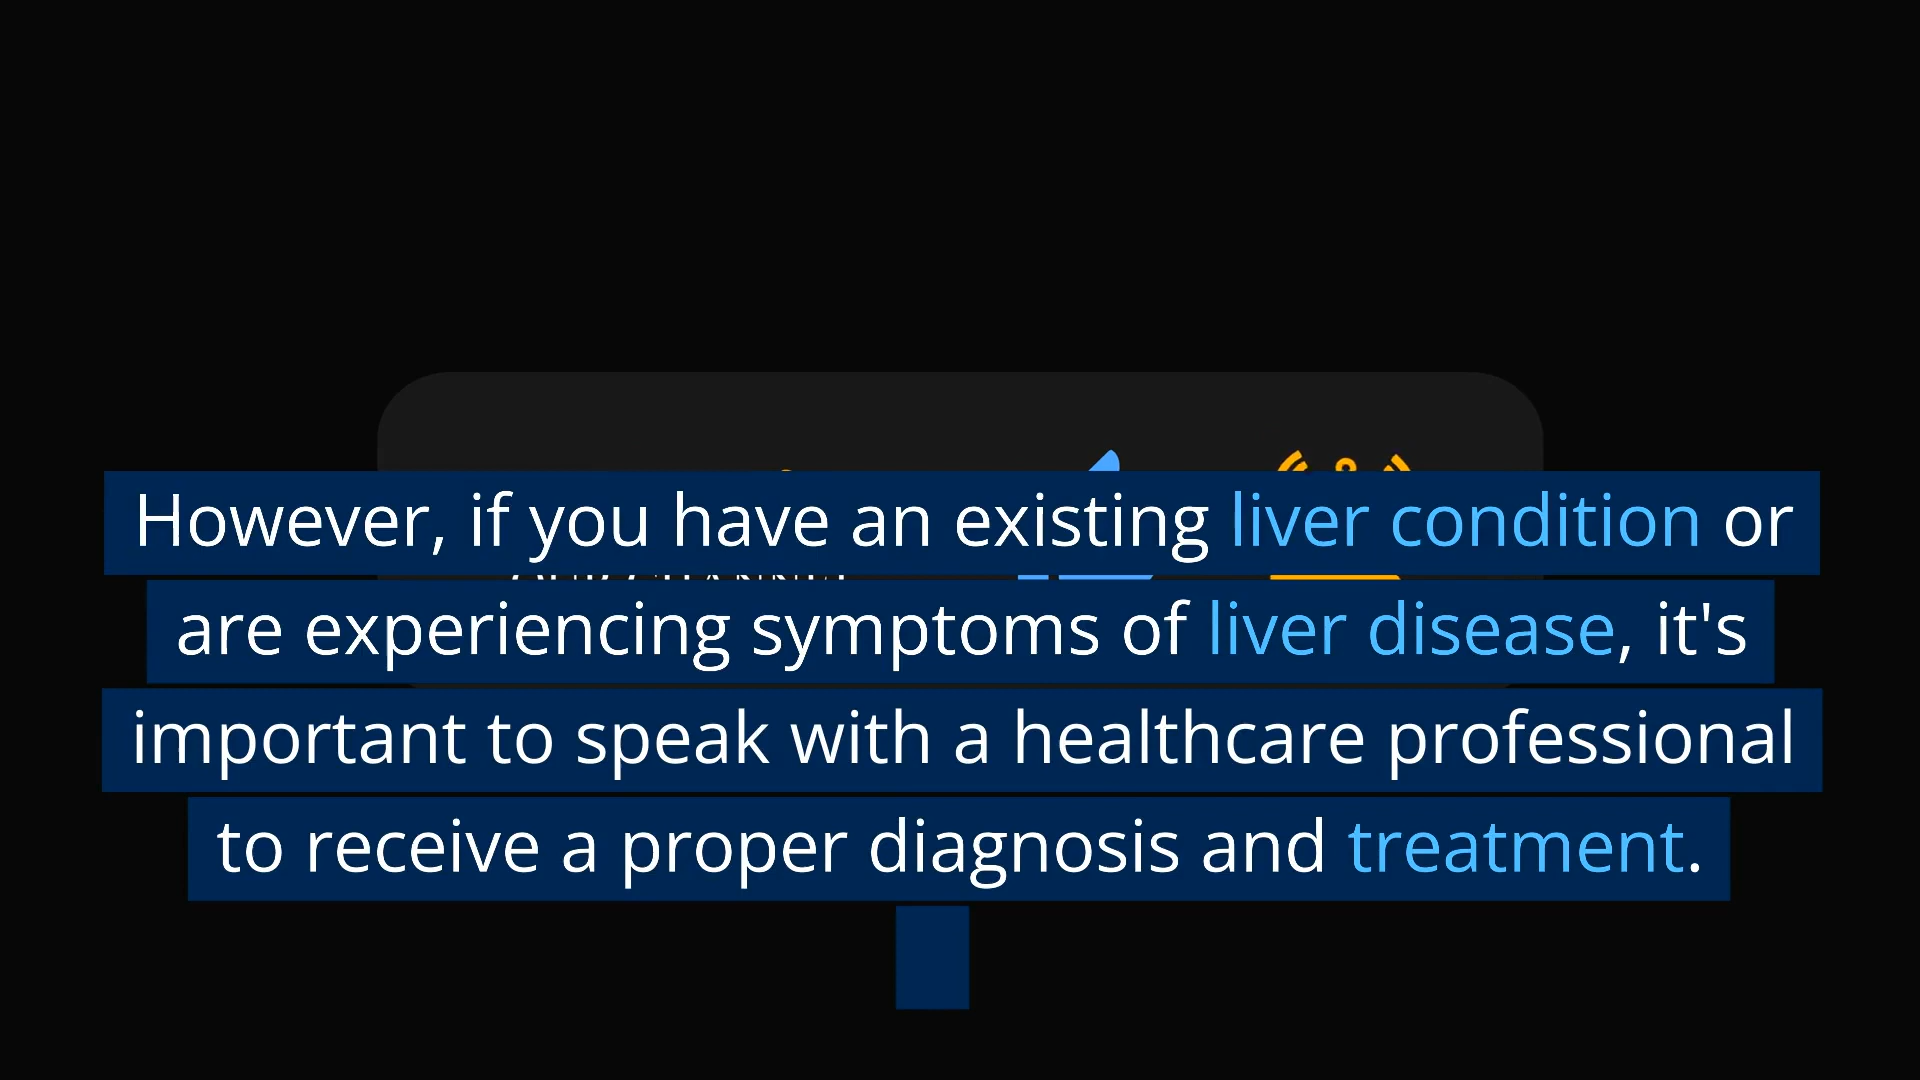 However, if you have an existing liver condition or
are experiencing symptoms of liver disease, it's
important to speak with a healthcare professional
to receive a proper diagnosis and treatment.